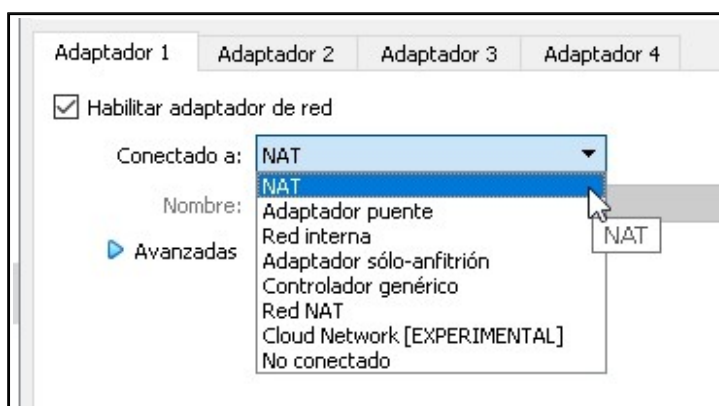 Adaptador 1 Adaptador 2 Adaptador 3 Adaptador 4
Habilitar adaptador de red
Conectado a: NAT
NAT
Nombre:
Adaptador puente
Red interna
NAT
Avanzadas
Adaptador sólo-anfitrión
Controlador genérico
Red NAT
Cloud Network [EXPERIMENTAL]
No conectado